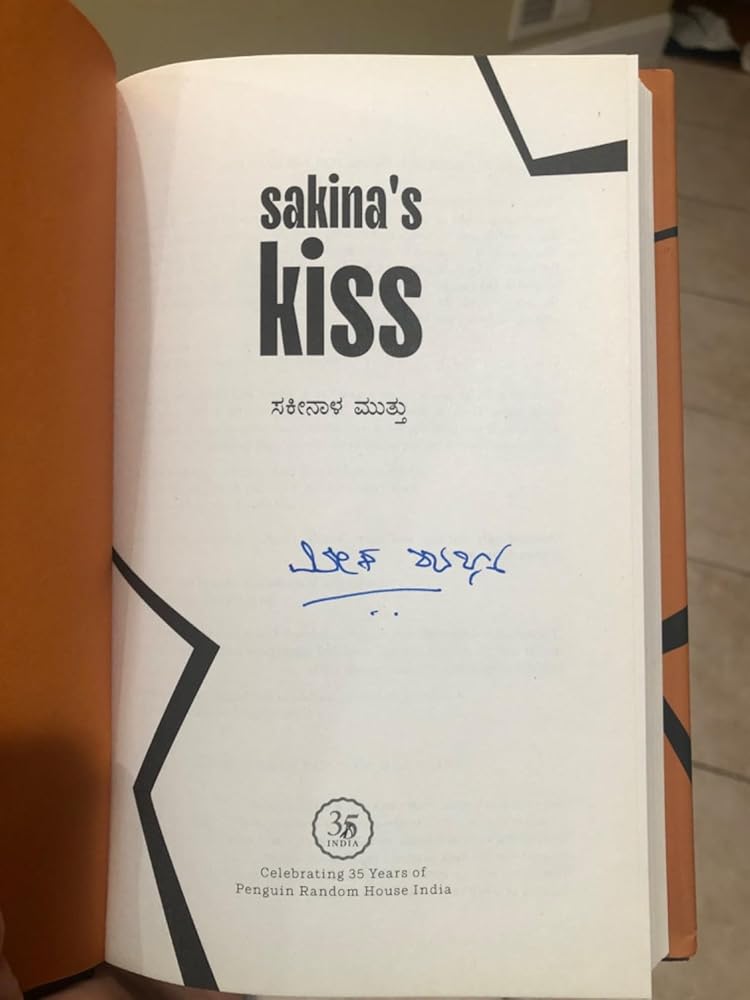 sakina's
kiss
ಸಕೀನಾಳ ಮುತ್ತು
35
INDIA
Celebrating 35 Years of
Penguin Random House India